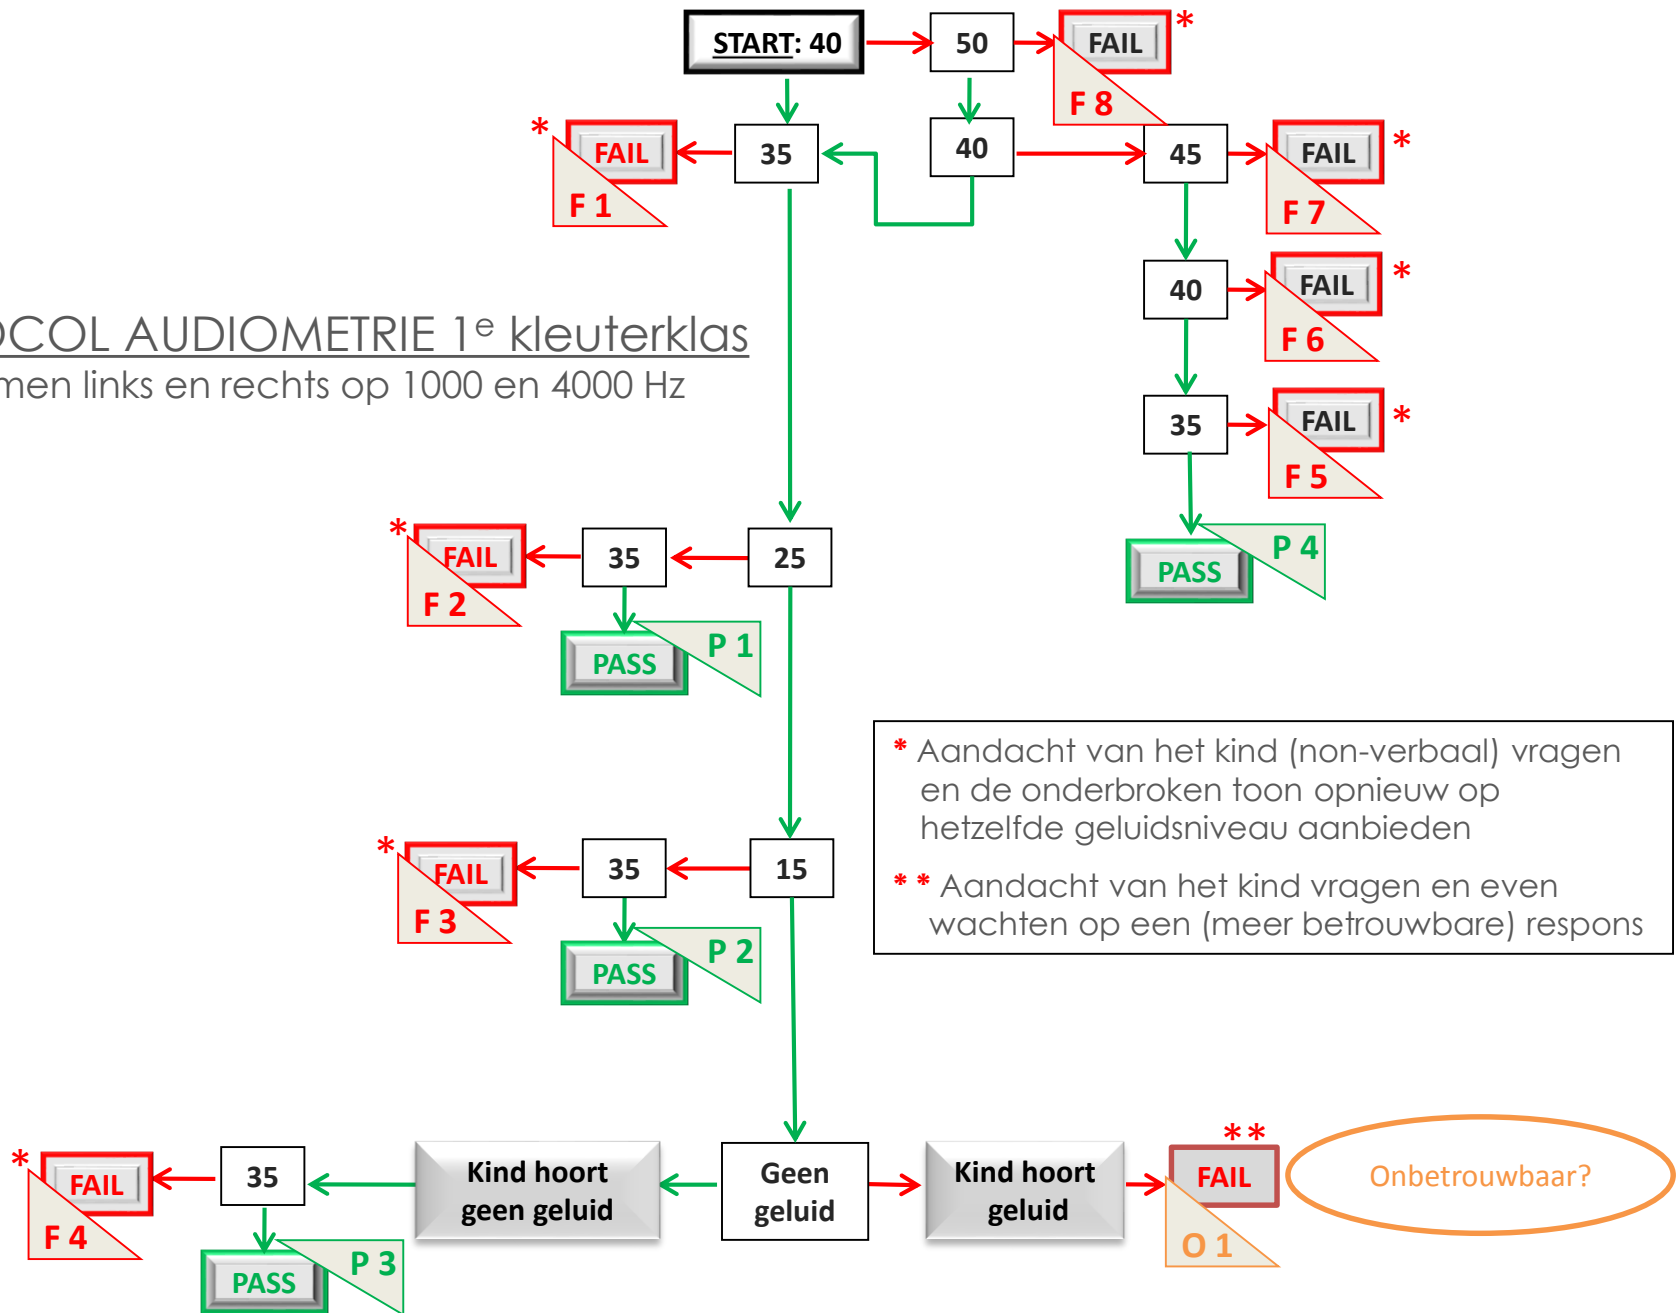 START: 40
50
FAIL
*
F 8
*
FAIL
F 1
35
40
45
FAIL
*
F 7
40
FAIL
*
F 6
OCOL AUDIOMETRIE 1e kleuterklas
men links en rechts op 1000 en 4000 Hz
35
FAIL
*
F 5
*
FAIL
F 2
35
25
P 4
PASS
P 1
PASS
* Aandacht van het kind (non-verbaal) vragen
en de onderbroken toon opnieuw op
hetzelfde geluidsniveau aanbieden
* * Aandacht van het kind vragen en even
wachten op een (meer betrouwbare) respons
*
FAIL
F 3
35
15
P 2
PASS
*
FAIL
F 4
35
Kind hoort
geen geluid
Geen
geluid
Kind hoort
geluid
**
FAIL
O 1
Onbetrouwbaar?
P 3
PASS